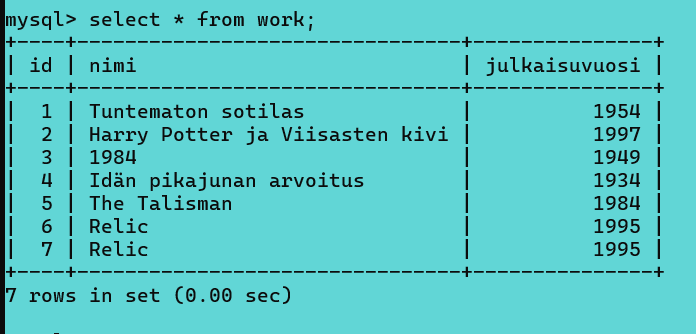 mysql> select * from work;
+----+--------------------------------+---------------+
| id | nimi                           | julkaisuvuosi |
+----+--------------------------------+---------------+
|  1 | Tuntematon sotilas             |          1954 |
|  2 | Harry Potter ja Viisasten kivi |          1997 |
|  3 | 1984                           |          1949 |
|  4 | Idän pikajunan arvoitus        |          1934 |
|  5 | The Talisman                   |          1984 |
|  6 | Relic                          |          1995 |
|  7 | Relic                          |          1995 |
+----+--------------------------------+---------------+
7 rows in set (0.00 sec)